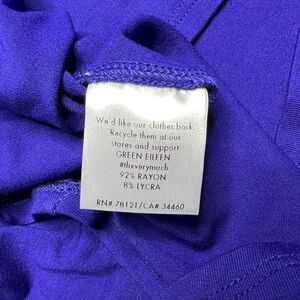 We'd like our clothes back.
Recycle them at our
stores and support
GREEN EILEEN
#thxverymuch
92% RAYON
8% LYCRA
RN# 78121/CA# 34460